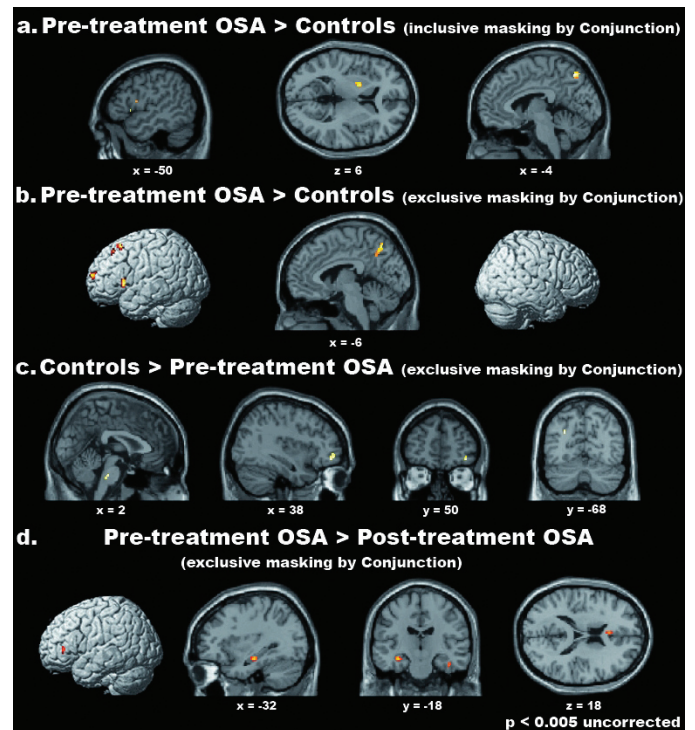 a. Pre-treatment OSA > Controls (inclusive masking by Conjunction)
x = -50
z = 6
x = -4
b. Pre-treatment OSA > Controls (exclusive masking by Conjunction)
x = -6
c. Controls > Pre-treatment OSA (exclusive masking by Conjunction)
x = 2
x = 38
y = 50
y = -68
d. Pre-treatment OSA > Post-treatment OSA
(exclusive masking by Conjunction)
x = -32
y = -18
z = 18
p < 0.005 uncorrected